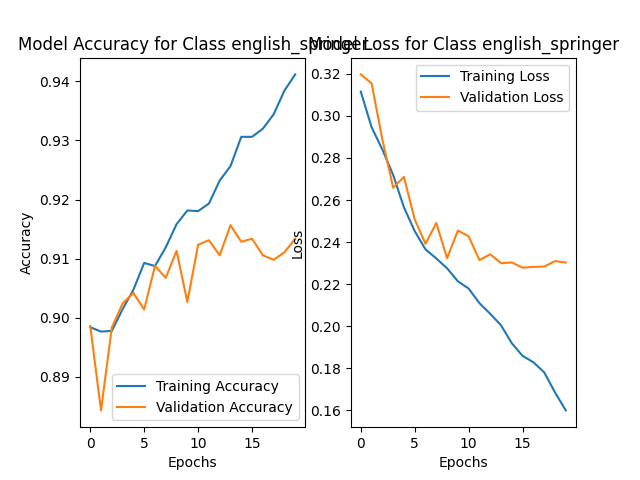 Model Accuracy for Class english_springer
0.94
0.93
0.92
0.91
0.90
0.89
Accuracy
0
5
10
15
Epochs
Training Accuracy
Validation Accuracy
Model Loss for Class english_springer
0.32
0.30
0.28
0.26
0.24
0.22
0.20
0.18
0.16
Loss
0
5
10
15
Epochs
Training Loss
Validation Loss